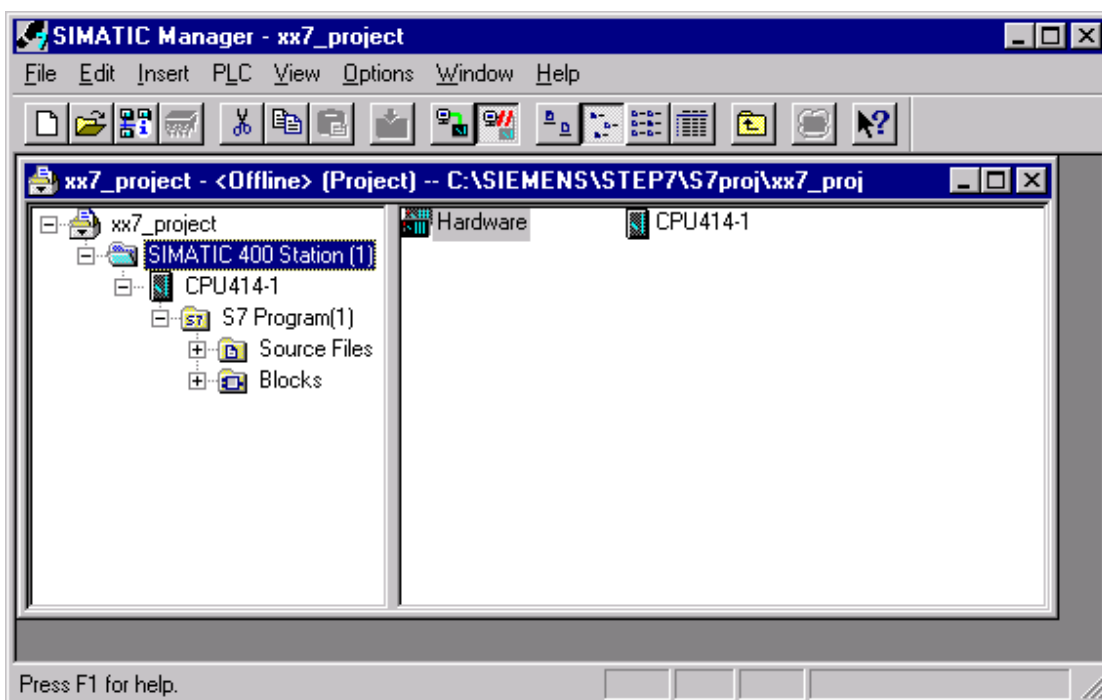 SIMATIC Manager - xx7_project
File Edit Insert PLC View Options Window Help
xx7_project - <Offline> (Project) -- C:\SIEMENS\STEP7\S7proj\xx7_proj
xx7_project
SIMATIC 400 Station (1)
CPU414-1
S7 Program(1)
Source Files
Blocks
Hardware
CPU414-1
Press F1 for help.